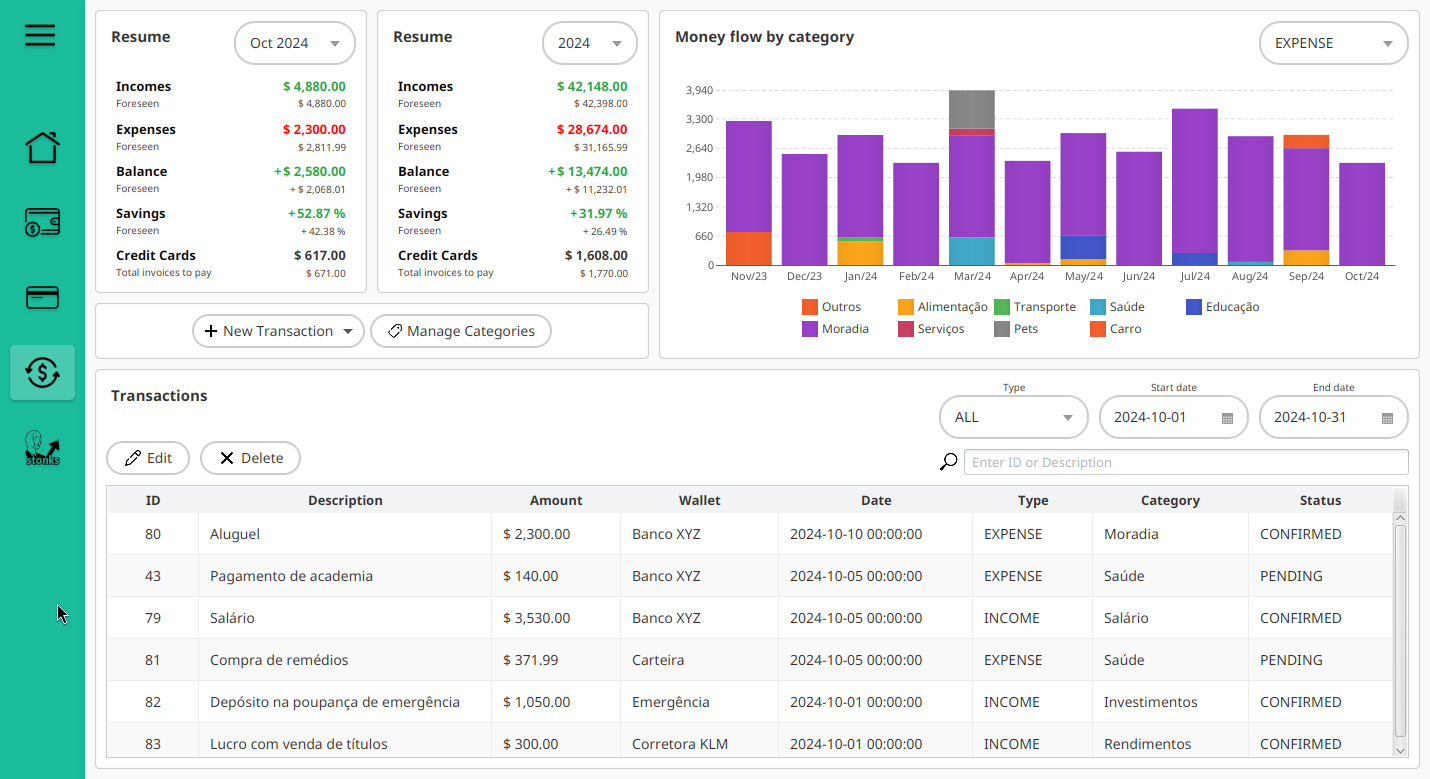 Resume
Oct 2024
Incomes
$ 4,880.00
Foreseen
$ 4,880.00
Expenses
$ 2,300.00
Foreseen
$ 2,811.99
Balance
+ $ 2,580.00
Foreseen
+ $ 2,068.01
Savings
+ 52.87 %
Foreseen
+ 42.38 %
Credit Cards
$ 617.00
Total invoices to pay
$ 671.00
Resume
2024
Incomes
$ 42,148.00
Foreseen
$ 42,398.00
Expenses
$ 28,674.00
Foreseen
$ 31,165.99
Balance
+ $ 13,474.00
Foreseen
+ $ 11,232.01
Savings
+ 31.97 %
Foreseen
+ 26.49 %
Credit Cards
$ 1,608.00
Total invoices to pay
$ 1,770.00
New Transaction
Manage Categories
Money flow by category
EXPENSE
3,940
3,300
2,640
1,980
1,320
660
0
Nov/23 Dec/23 Jan/24 Feb/24 Mar/24 Apr/24 May/24 Jun/24 Jul/24 Aug/24 Sep/24 Oct/24
Outros Alimentação Transporte Saúde Educação
Moradia Serviços Pets Carro
stonks
Transactions
Type
ALL
Start date
2024-10-01
End date
2024-10-31
Edit
Delete
Enter ID or Description
ID Description Amount Wallet Date Type Category Status
80 Aluguel $ 2,300.00 Banco XYZ 2024-10-10 00:00:00 EXPENSE Moradia CONFIRMED
43 Pagamento de academia $ 140.00 Banco XYZ 2024-10-05 00:00:00 EXPENSE Saúde PENDING
79 Salário $ 3,530.00 Banco XYZ 2024-10-05 00:00:00 INCOME Salário CONFIRMED
81 Compra de remédios $ 371.99 Carteira 2024-10-05 00:00:00 EXPENSE Saúde PENDING
82 Depósito na poupança de emergência $ 1,050.00 Emergência 2024-10-01 00:00:00 INCOME Investimentos CONFIRMED
83 Lucro com venda de títulos $ 300.00 Corretora KLM 2024-10-01 00:00:00 INCOME Rendimentos CONFIRMED